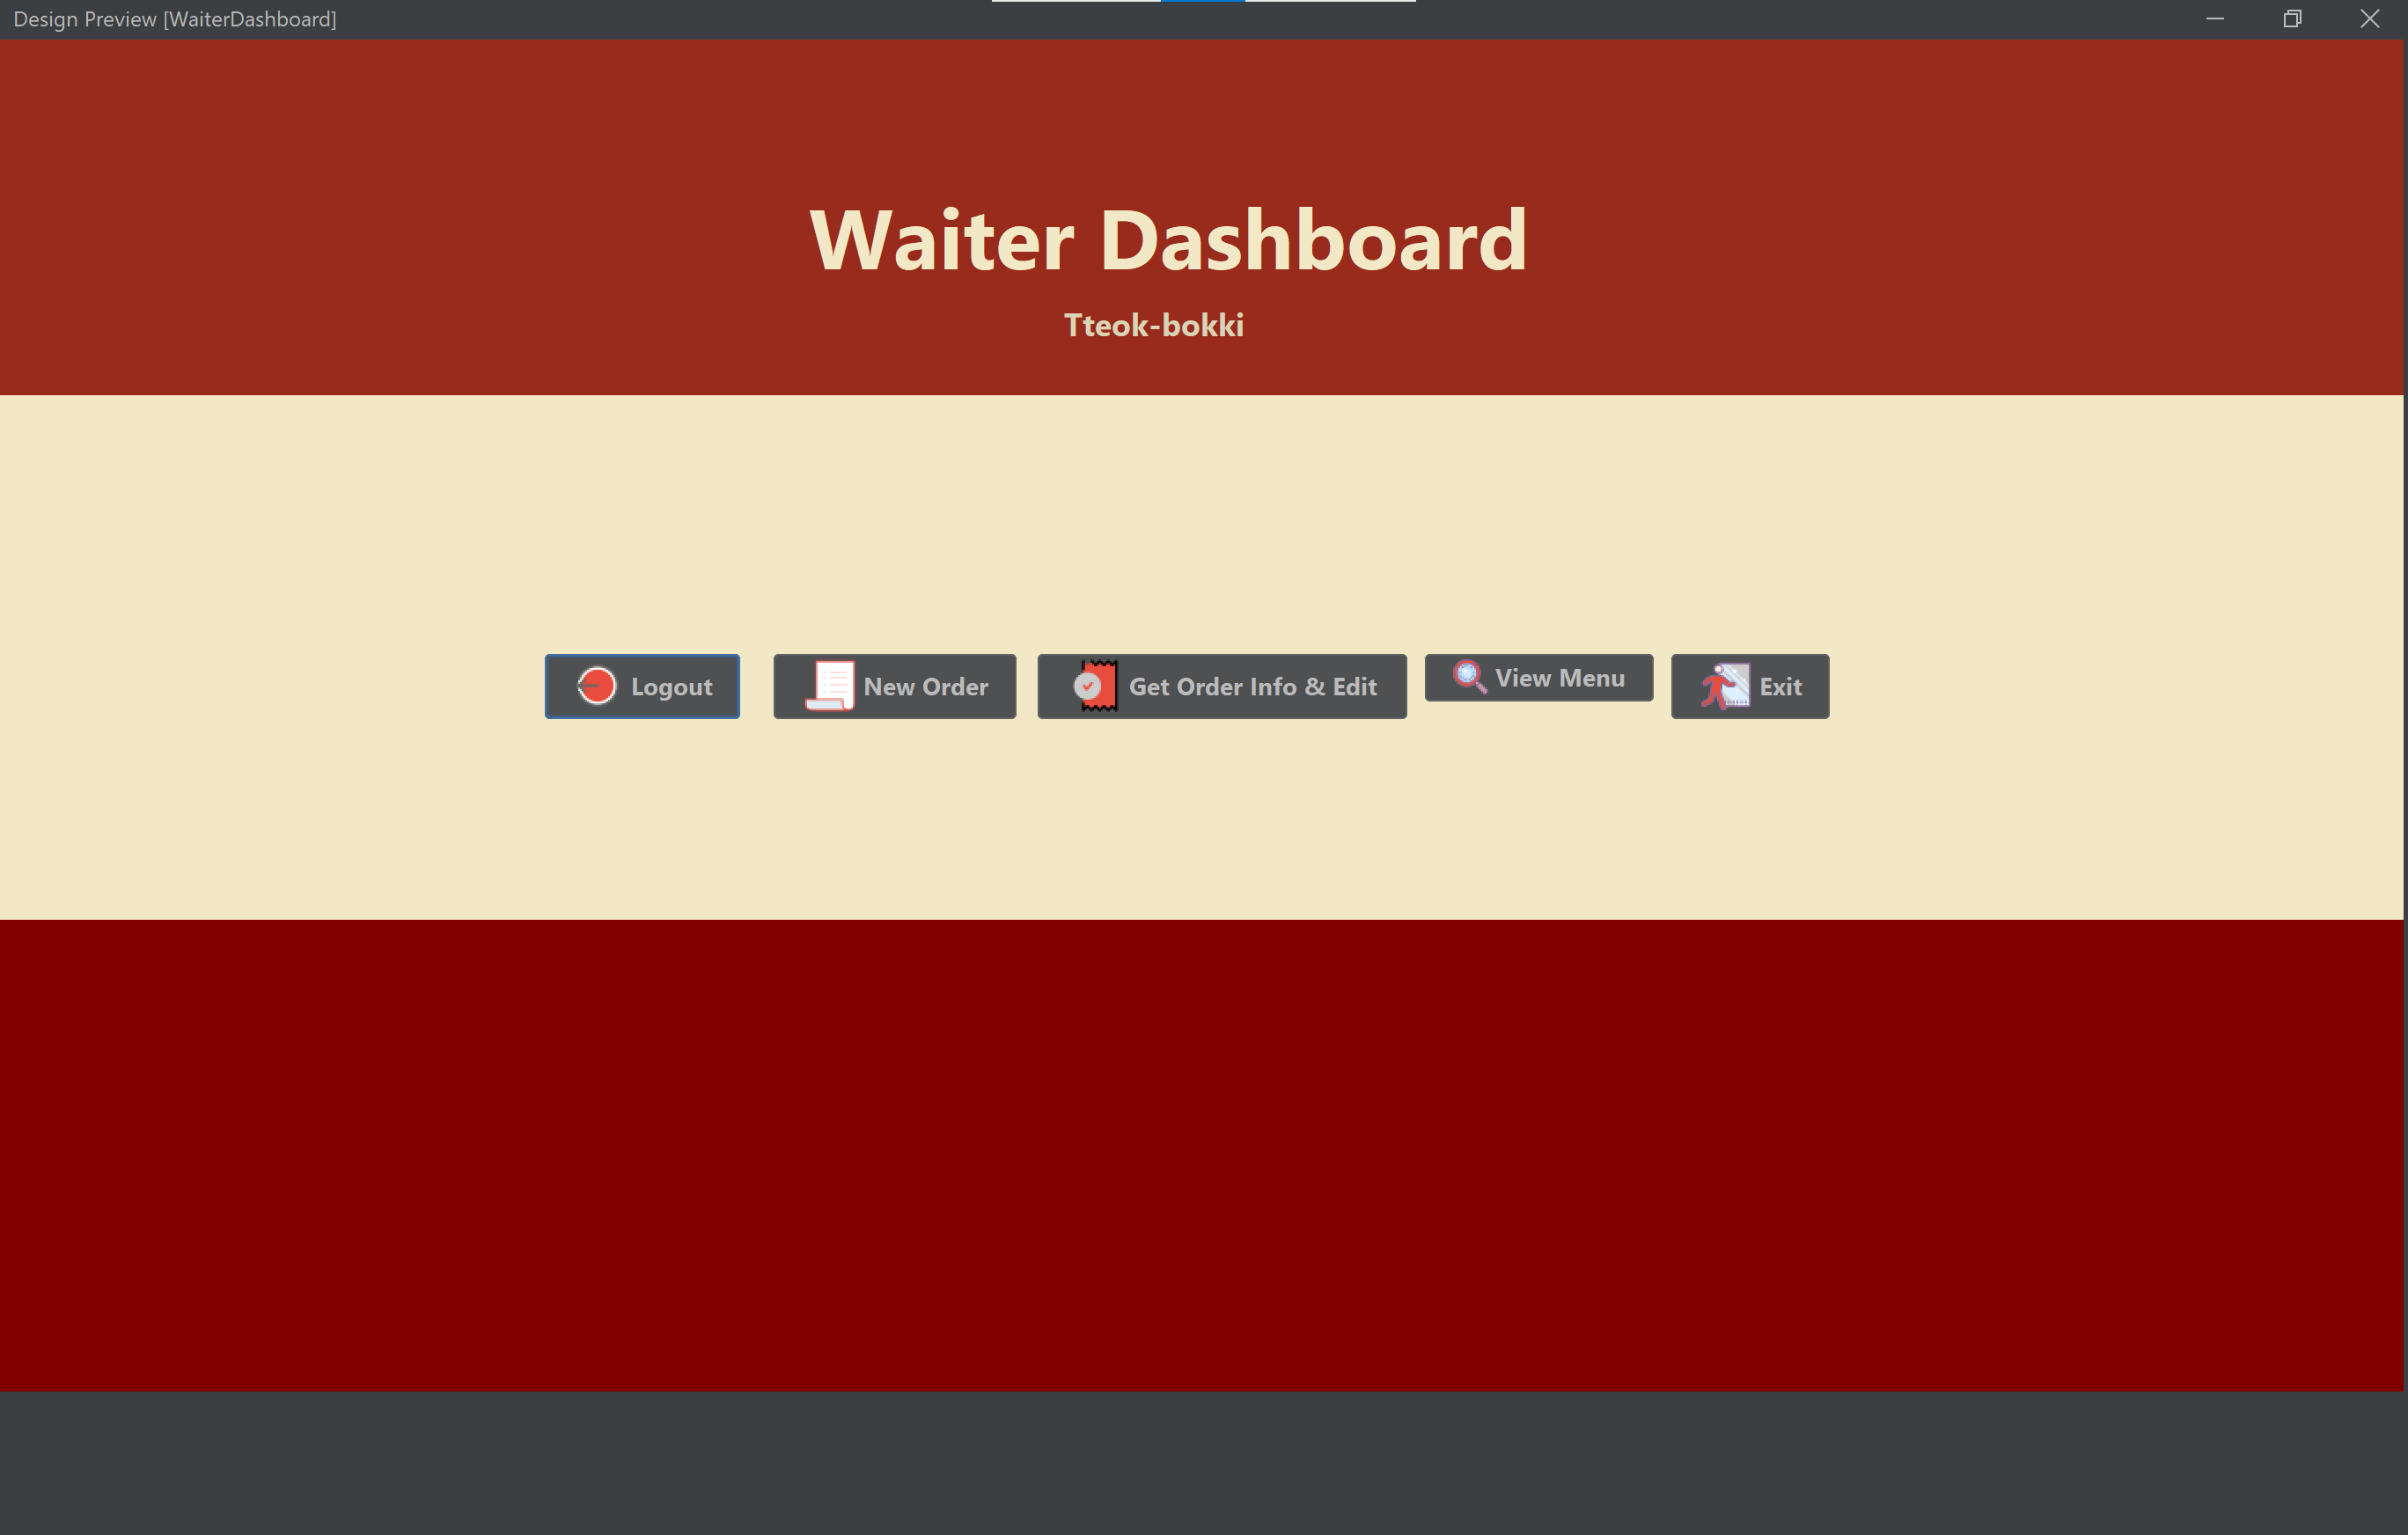 Design Preview [WaiterDashboard]
Waiter Dashboard
Tteok-bokki
Logout
New Order
Get Order Info & Edit
View Menu
Exit